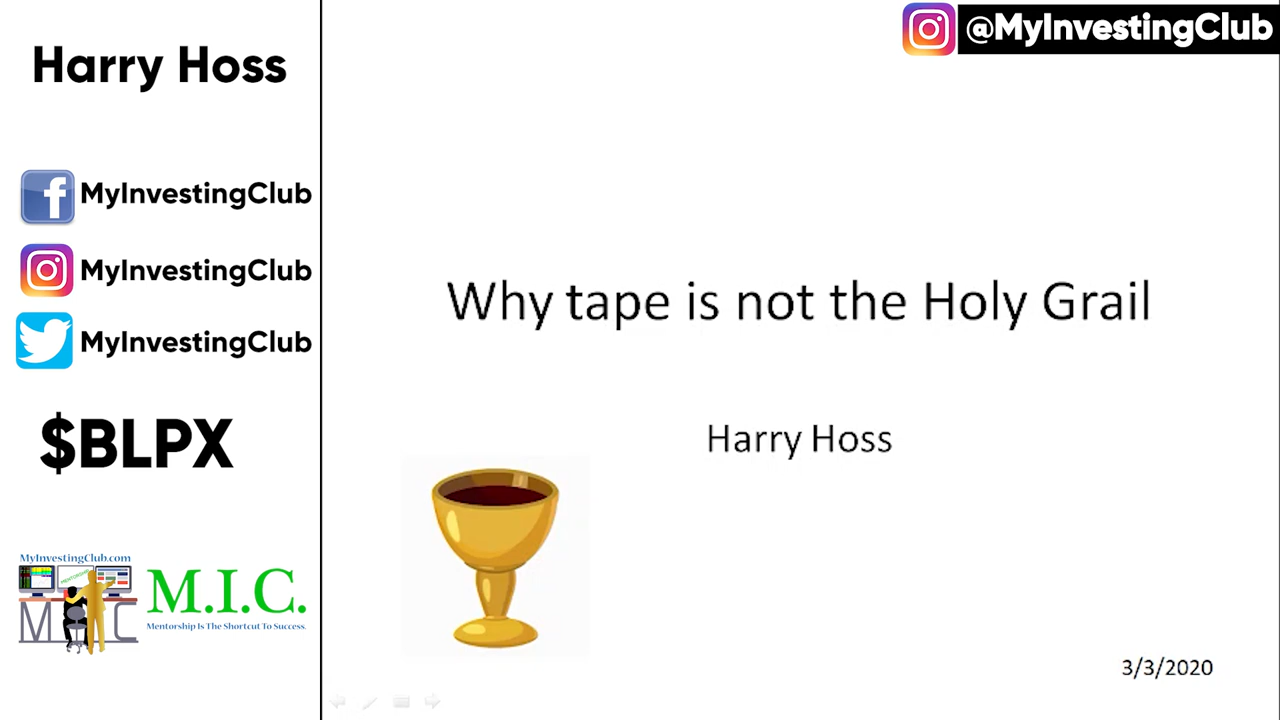 Harry Hoss
MyInvestingClub
MyInvestingClub
MyInvestingClub
$BLPX
MyInvestingClub.com
MIC
M.I.C.
Mentorship Is The Shortcut To Success.
@MyInvestingClub
Why tape is not the Holy Grail
Harry Hoss
3/3/2020